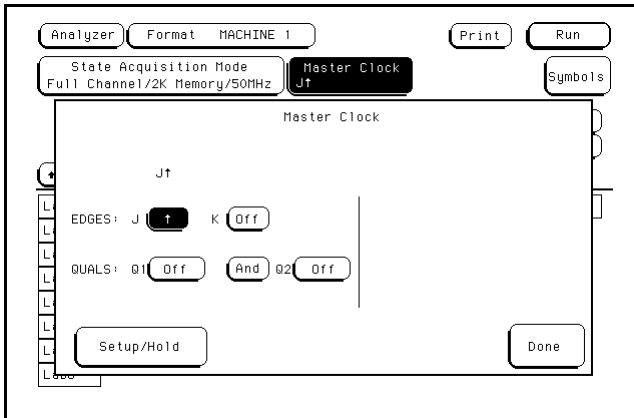 Analyzer Format MACHINE 1 Print Run
State Acquisition Mode
Full Channel/2K Memory/50MHz
Master Clock
J↑
Symbols
Master Clock
J↑
EDGES: J ↑ K Off
QUALS: Q1 Off And Q2 Off
Setup/Hold Done